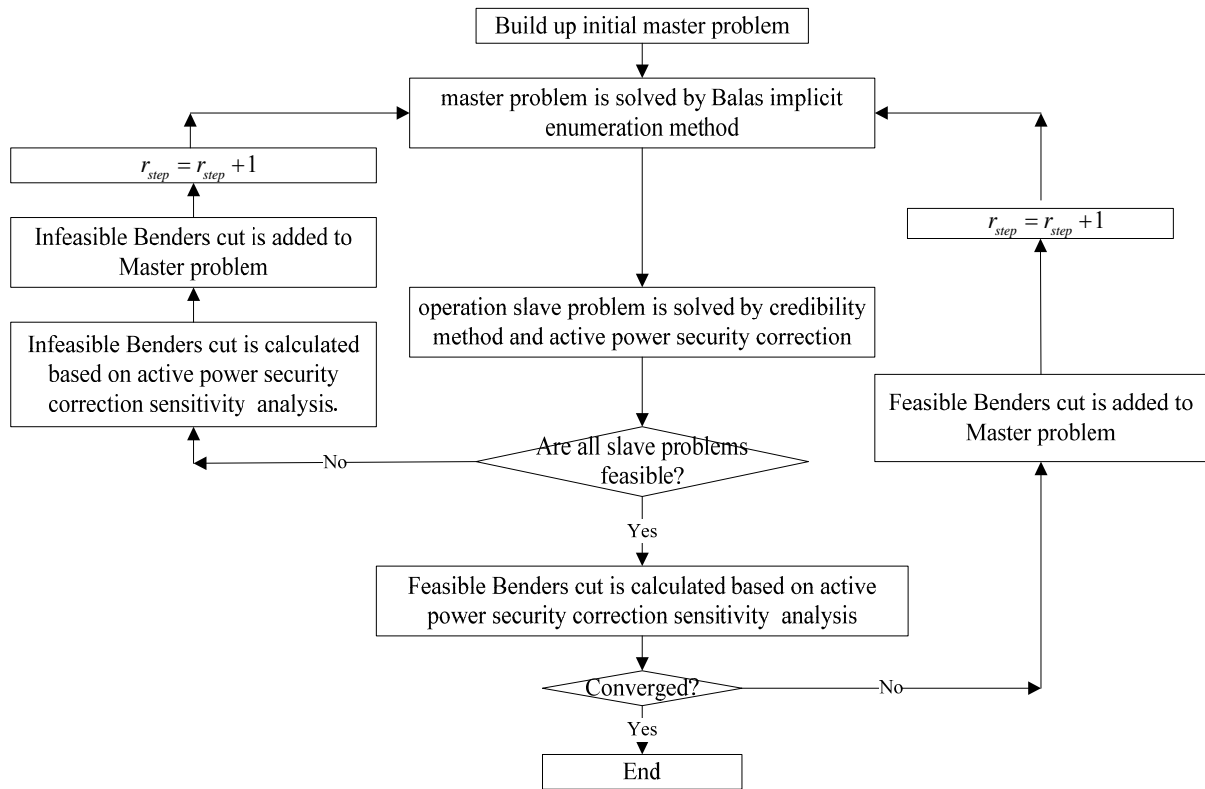 Build up initial master problem
master problem is solved by Balas implicit
enumeration method
r_step = r_step + 1
Infeasible Benders cut is added to
Master problem
Infeasible Benders cut is calculated
based on active power security
correction sensitivity analysis.
r_step = r_step + 1
operation slave problem is solved by credibility
method and active power security correction
Feasible Benders cut is added to
Master problem
Are all slave problems
feasible?
No
Yes
Feasible Benders cut is calculated based on active
power security correction sensitivity analysis
Converged?
No
Yes
End